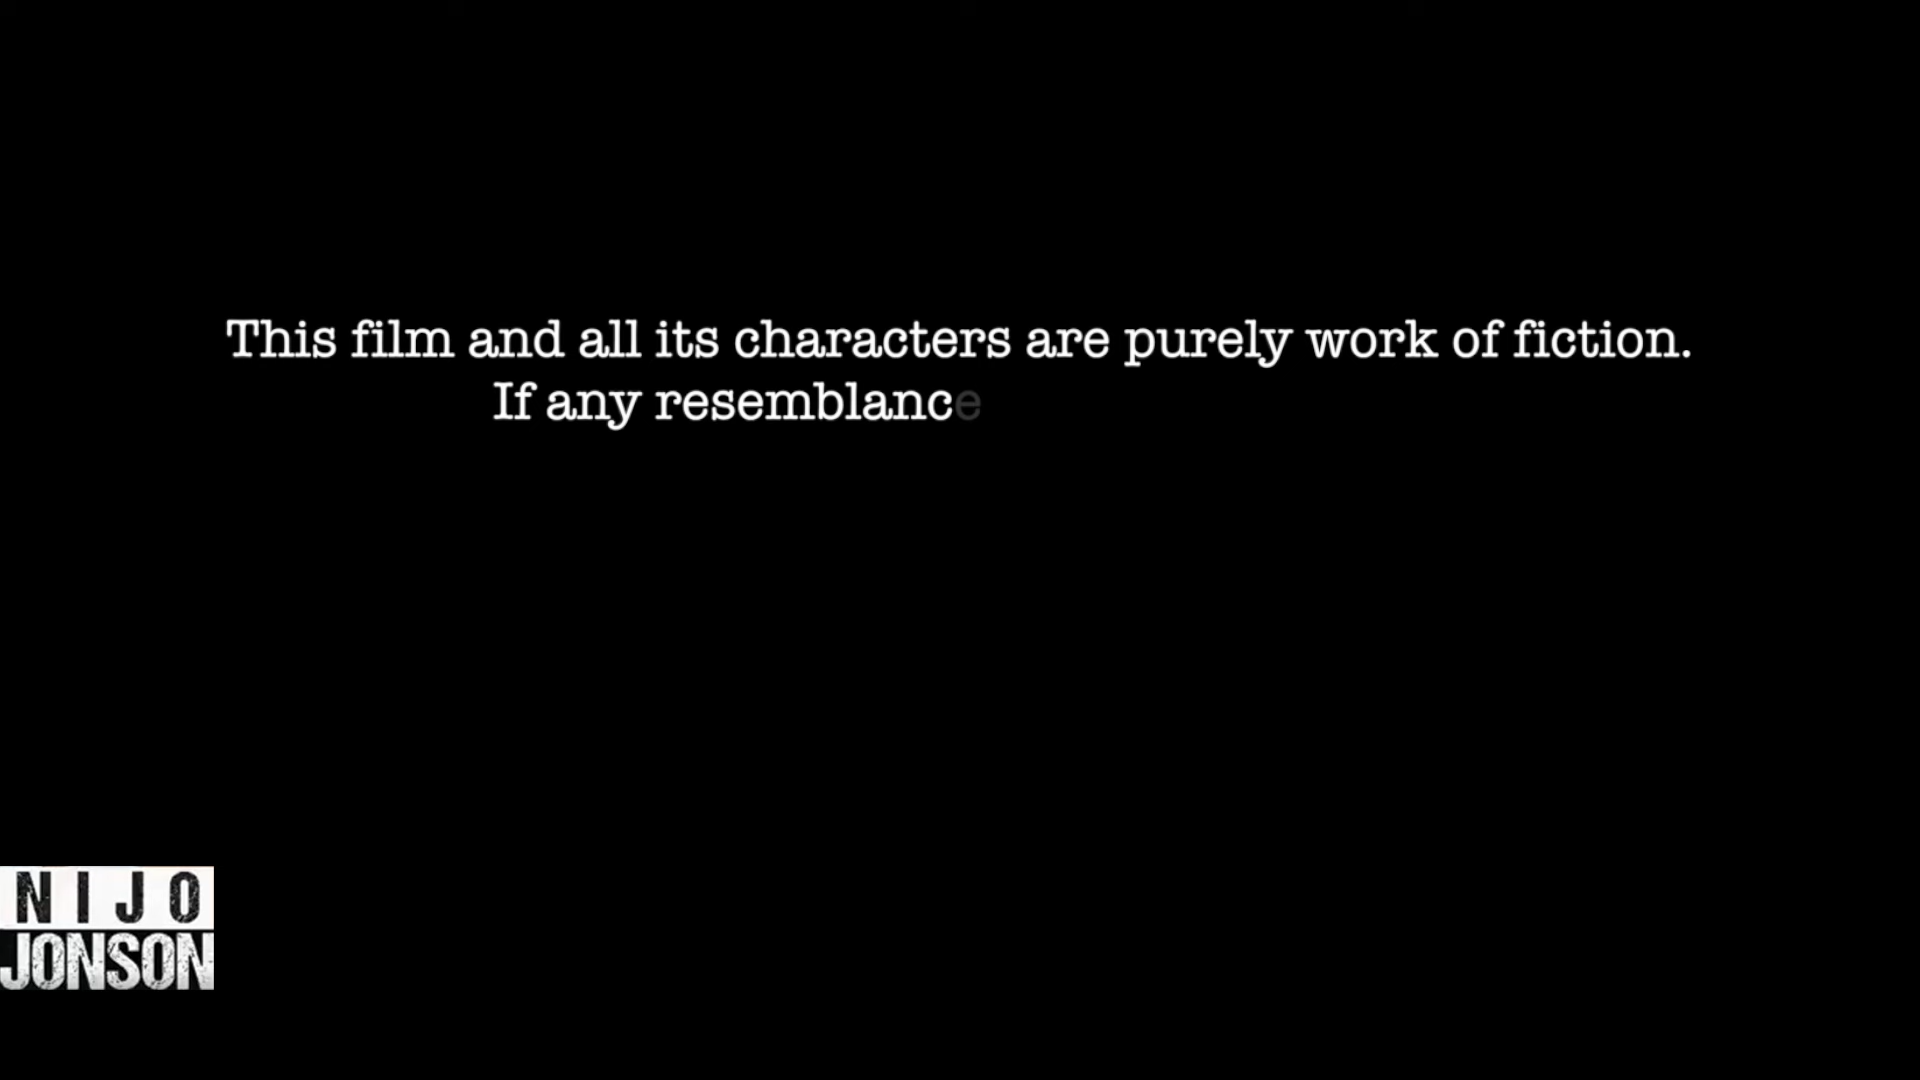 This film and all its characters are purely work of fiction.
If any resemblance
NIJO
JONSON